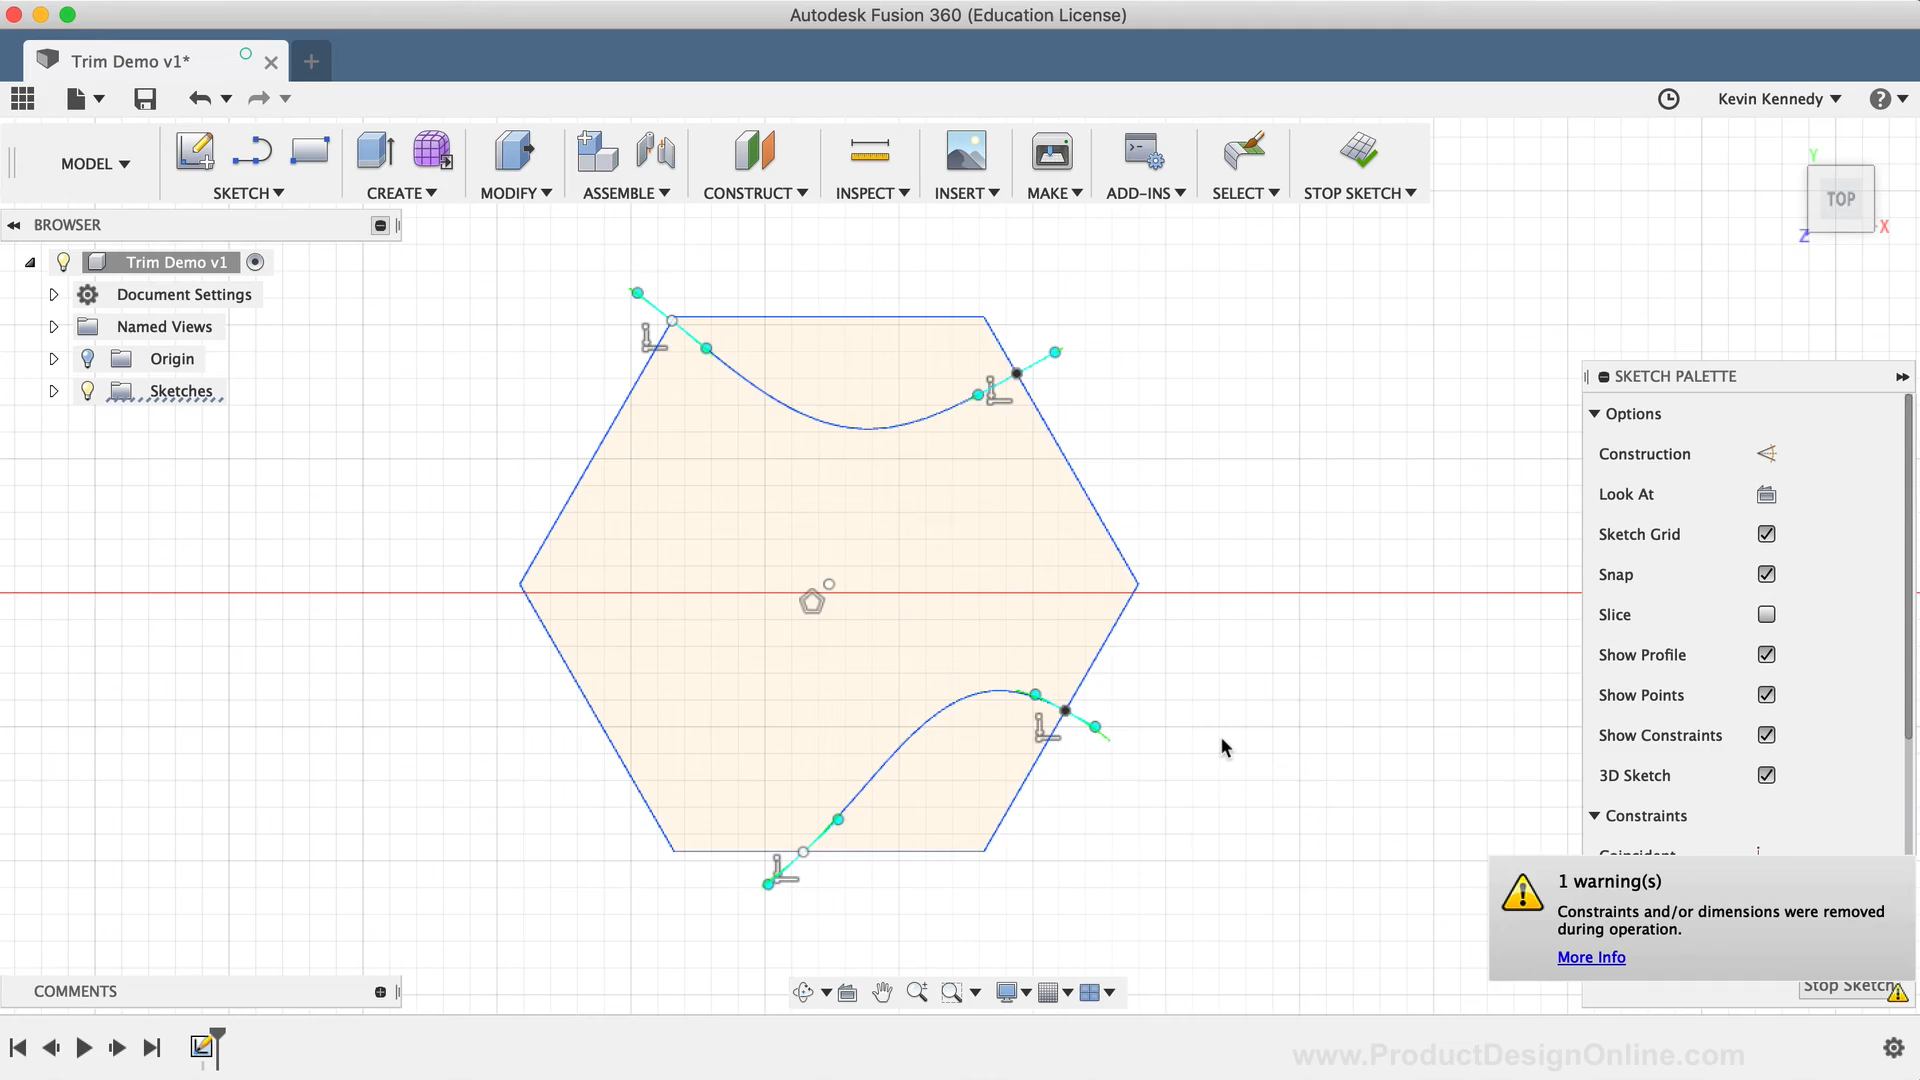 Autodesk Fusion 360 (Education License)
Trim Demo v1*
Kevin Kennedy
MODEL
SKETCH
CREATE
MODIFY
ASSEMBLE
CONSTRUCT
INSPECT
INSERT
MAKE
ADD-INS
SELECT
STOP SKETCH
Y
TOP
X
Z
BROWSER
Trim Demo v1
Document Settings
Named Views
Origin
Sketches
SKETCH PALETTE
Options
Construction
Look At
Sketch Grid
Snap
Slice
Show Profile
Show Points
Show Constraints
3D Sketch
Constraints
Coincident
1 warning(s)
Constraints and/or dimensions were removed
during operation.
More Info
Stop Sketch
COMMENTS
www.ProductDesignOnline.com